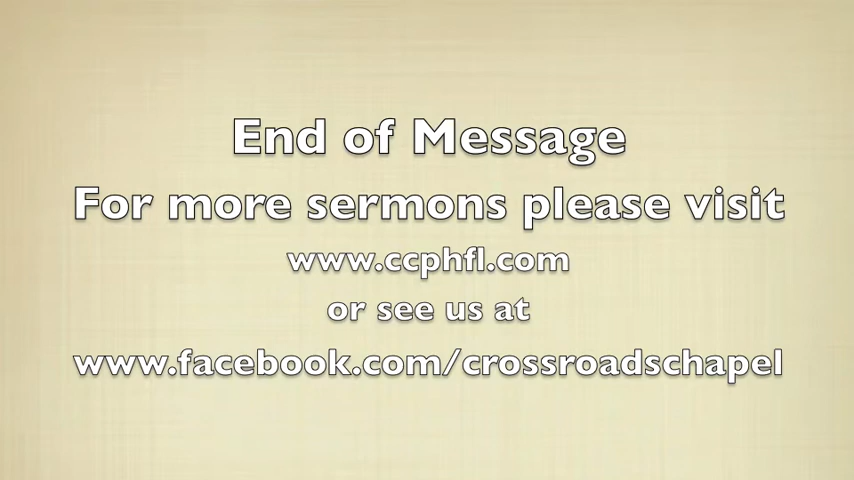 End of Message
For more sermons please visit
www.ccphfl.com
or see us at
www.facebook.com/crossroadschapel